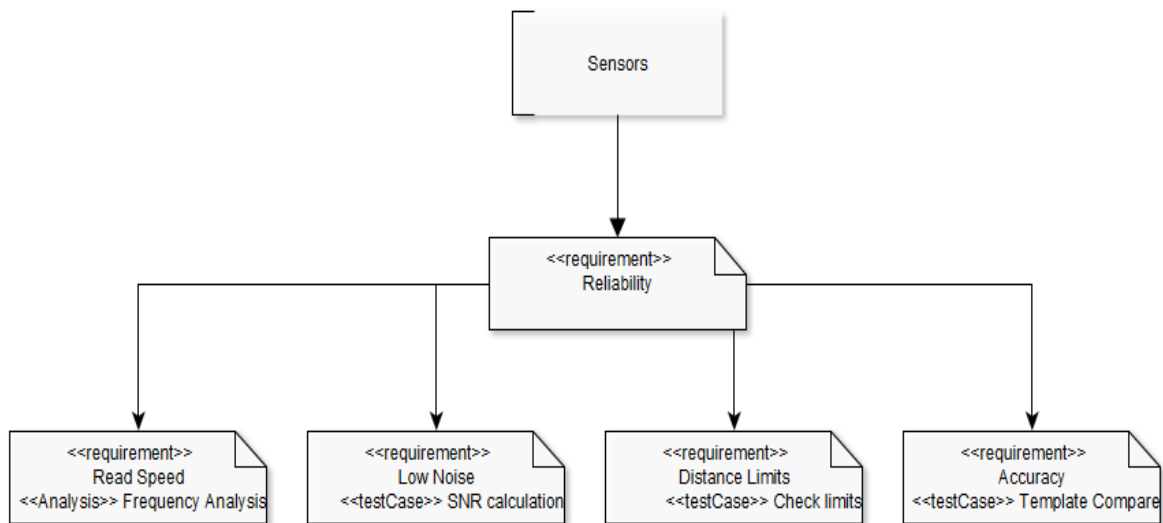 Sensors
<<requirement>>
Reliability
<<requirement>>
Read Speed
<<Analysis>> Frequency Analysis
<<requirement>>
Low Noise
<<testCase>> SNR calculation
<<requirement>>
Distance Limits
<<testCase>> Check limits
<<requirement>>
Accuracy
<<testCase>> Template Compare